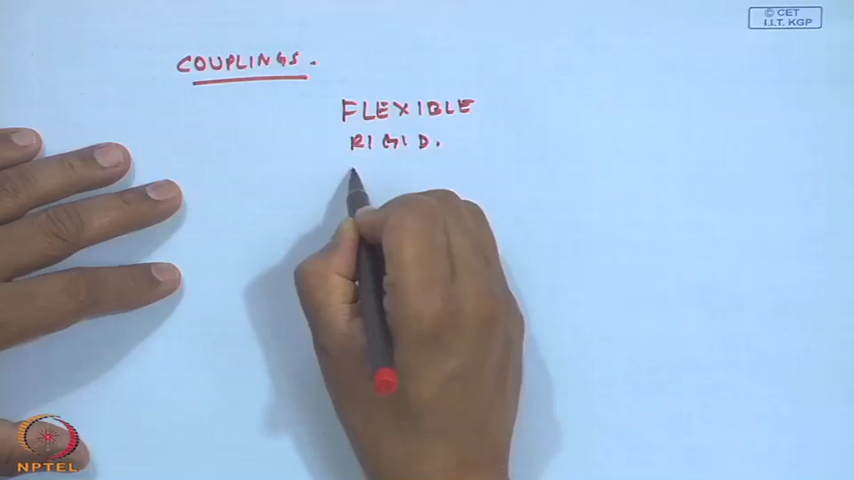 © CET
I.I.T. KGP
COUPLINGS.
FLEXIBLE
RIGID.
NPTEL